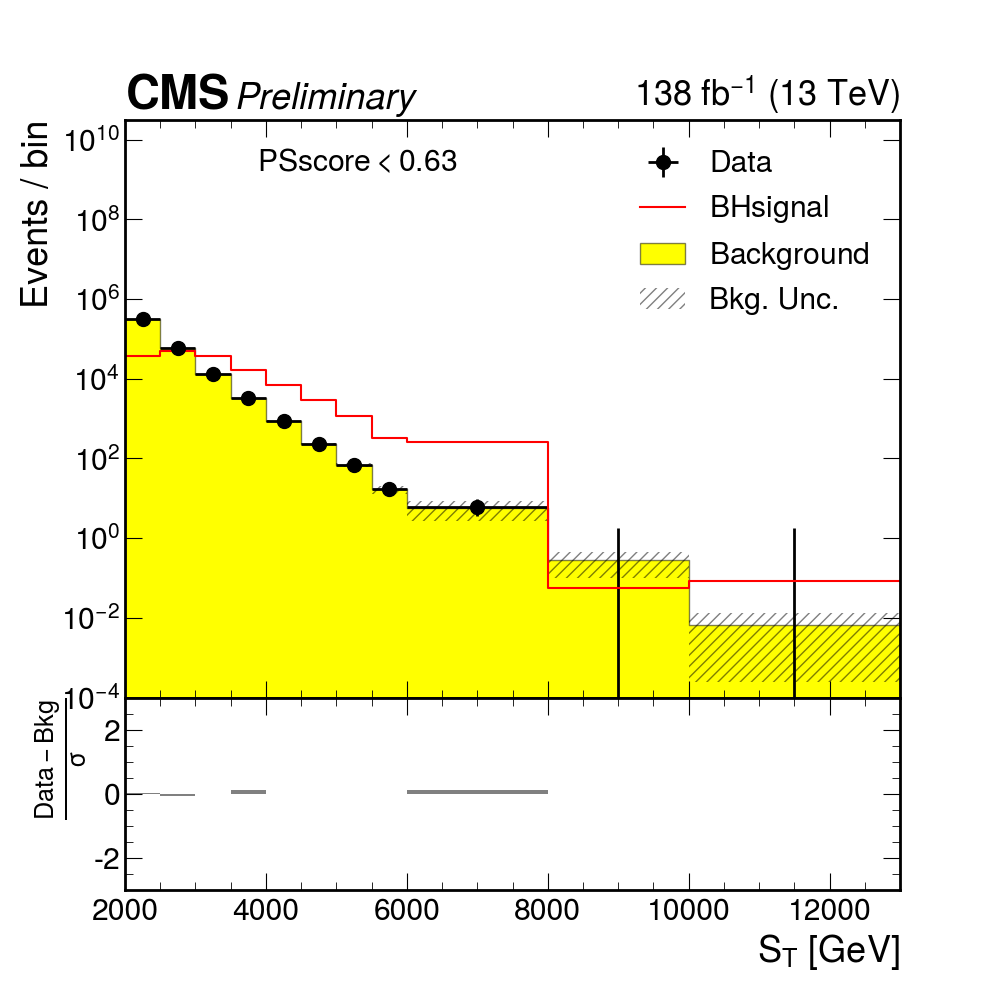 CMS Preliminary 138 fb⁻¹ (13 TeV)
Events / bin
10¹⁰
10⁸
10⁶
10⁴
10²
10⁰
10⁻²
10⁻⁴
PSscore < 0.63
Data
BHsignal
Background
Bkg. Unc.
Data – Bkg
σ
2
0
-2
2000 4000 6000 8000 10000 12000
S_T [GeV]